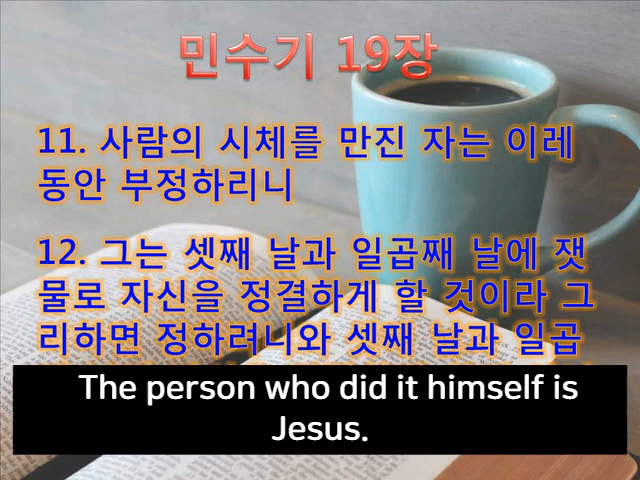 민수기 19장
11. 사람의 시체를 만진 자는 이레
동안 부정하리니
12. 그는 셋째 날과 일곱째 날에 잿
물로 자신을 정결하게 할 것이라 그
리하면 정하려니와 셋째 날과 일곱
The person who did it himself is
Jesus.